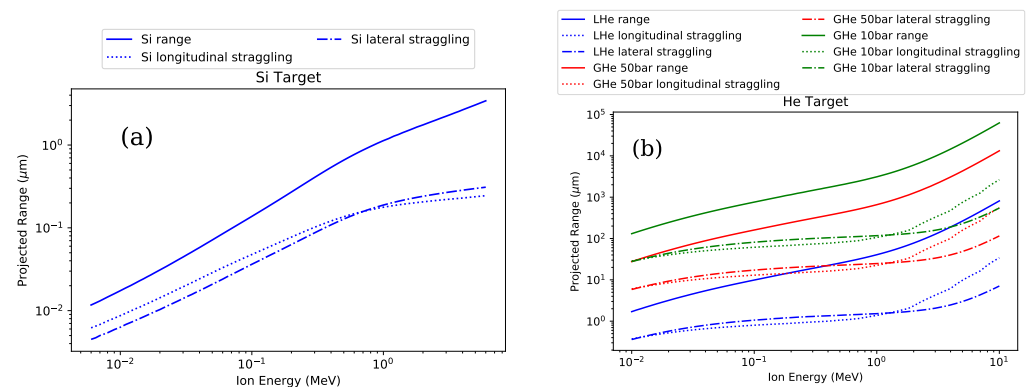 Si range
Si longitudinal straggling
Si lateral straggling
Si Target
(a)
Projected Range (μm)
10⁰
10⁻¹
10⁻²
10⁻²
10⁻¹
10⁰
Ion Energy (MeV)
LHe range
LHe longitudinal straggling
LHe lateral straggling
GHe 50bar range
GHe 50bar longitudinal straggling
GHe 50bar lateral straggling
GHe 10bar range
GHe 10bar longitudinal straggling
GHe 10bar lateral straggling
He Target
(b)
Projected Range (μm)
10⁵
10⁴
10³
10²
10¹
10⁰
10⁻²
10⁻¹
10⁰
10¹
Ion Energy (MeV)